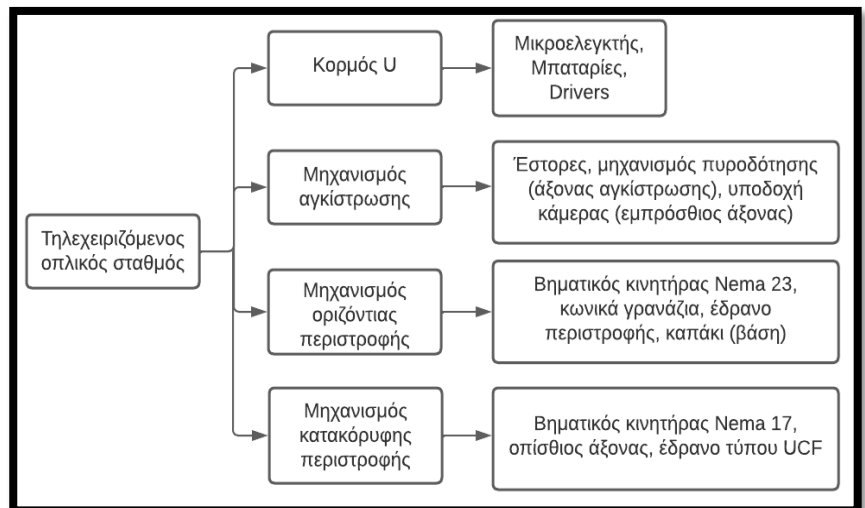 Τηλεχειριζόμενος
οπλικός σταθμός
Κορμός U
Μικροελεγκτής,
Μπαταρίες,
Drivers
Μηχανισμός
αγκίστρωσης
Έστορες, μηχανισμός πυροδότησης
(άξονας αγκίστρωσης), υποδοχή
κάμερας (εμπρόσθιος άξονας)
Μηχανισμός
οριζόντιας
περιστροφής
Βηματικός κινητήρας Nema 23,
κωνικά γρανάζια, έδρανο
περιστροφής, καπάκι (βάση)
Μηχανισμός
κατακόρυφης
περιστροφής
Βηματικός κινητήρας Nema 17,
οπίσθιος άξονας, έδρανο τύπου UCF